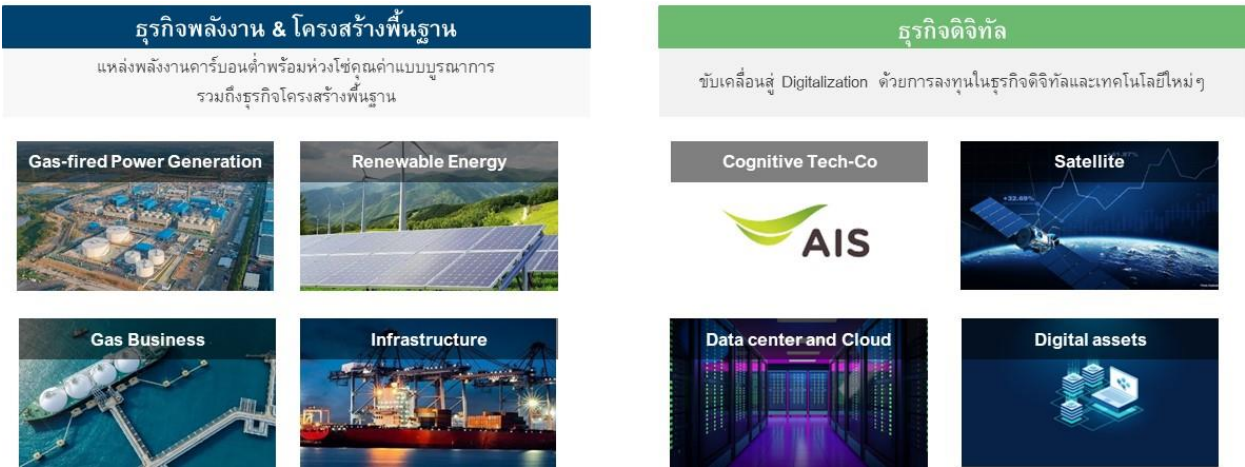 ธุรกิจพลังงาน & โครงสร้างพื้นฐาน
แหล่งพลังงานคาร์บอนต่ำพร้อมห่วงโซ่คุณค่าแบบบูรณาการ
รวมถึงธุรกิจโครงสร้างพื้นฐาน
Gas-fired Power Generation
Renewable Energy
Gas Business
Infrastructure
ธุรกิจดิจิทัล
ขับเคลื่อนสู่ Digitalization ด้วยการลงทุนในธุรกิจดิจิทัลและเทคโนโลยีใหม่ๆ
Cognitive Tech-Co
AIS
Satellite
+32.69%
Data center and Cloud
Digital assets